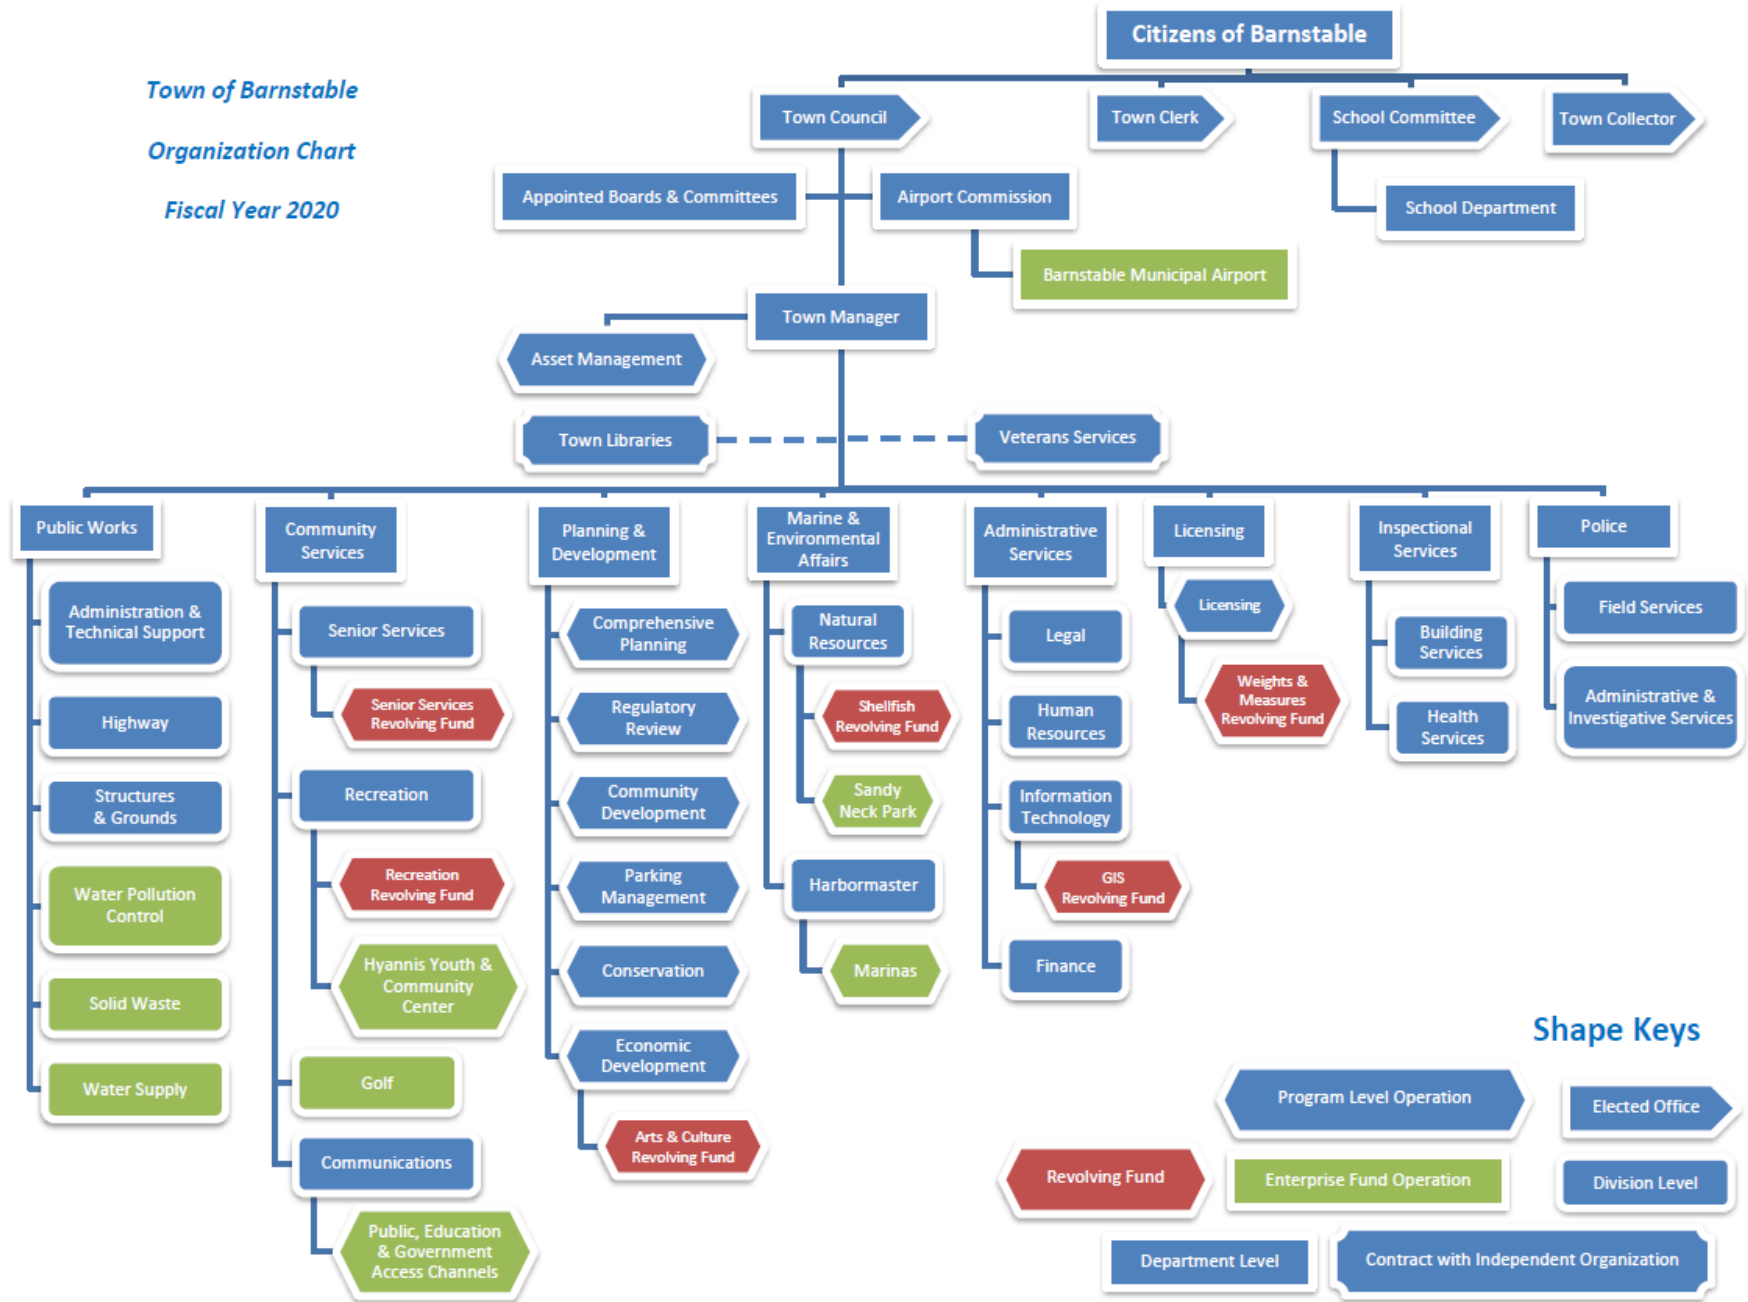 Citizens of Barnstable
Town of Barnstable
Organization Chart
Fiscal Year 2020
Town Council
Town Clerk
School Committee
Town Collector
Appointed Boards & Committees
Airport Commission
School Department
Barnstable Municipal Airport
Town Manager
Asset Management
Town Libraries
Veterans Services
Public Works
Administration &
Technical Support
Highway
Structures
& Grounds
Water Pollution
Control
Solid Waste
Water Supply
Community
Services
Senior Services
Senior Services
Revolving Fund
Recreation
Recreation
Revolving Fund
Hyannis Youth &
Community
Center
Golf
Communications
Public, Education
& Government
Access Channels
Planning &
Development
Comprehensive
Planning
Regulatory
Review
Community
Development
Parking
Management
Conservation
Economic
Development
Arts & Culture
Revolving Fund
Marine &
Environmental
Affairs
Natural
Resources
Shellfish
Revolving Fund
Sandy
Neck Park
Harbormaster
Marinas
Administrative
Services
Legal
Human
Resources
Information
Technology
GIS
Revolving Fund
Finance
Licensing
Licensing
Weights &
Measures
Revolving Fund
Inspectional
Services
Building
Services
Health
Services
Police
Field Services
Administrative &
Investigative Services
Shape Keys
Program Level Operation
Elected Office
Revolving Fund
Enterprise Fund Operation
Division Level
Department Level
Contract with Independent Organization